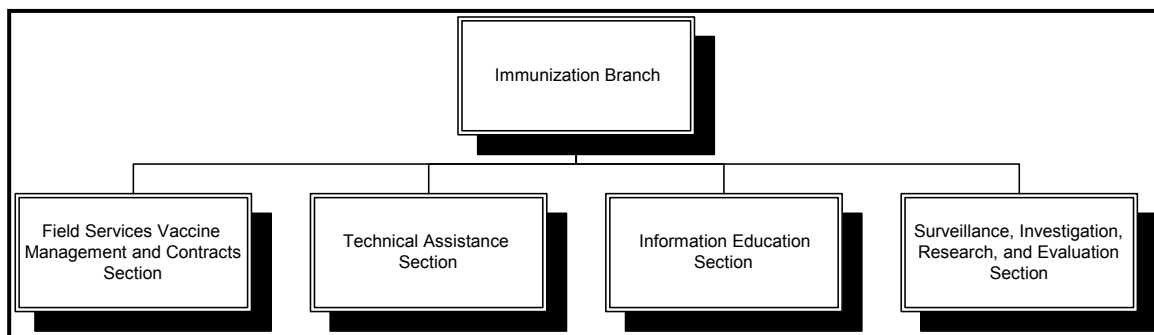 Immunization Branch
Field Services Vaccine
Management and Contracts
Section
Technical Assistance
Section
Information Education
Section
Surveillance, Investigation,
Research, and Evaluation
Section